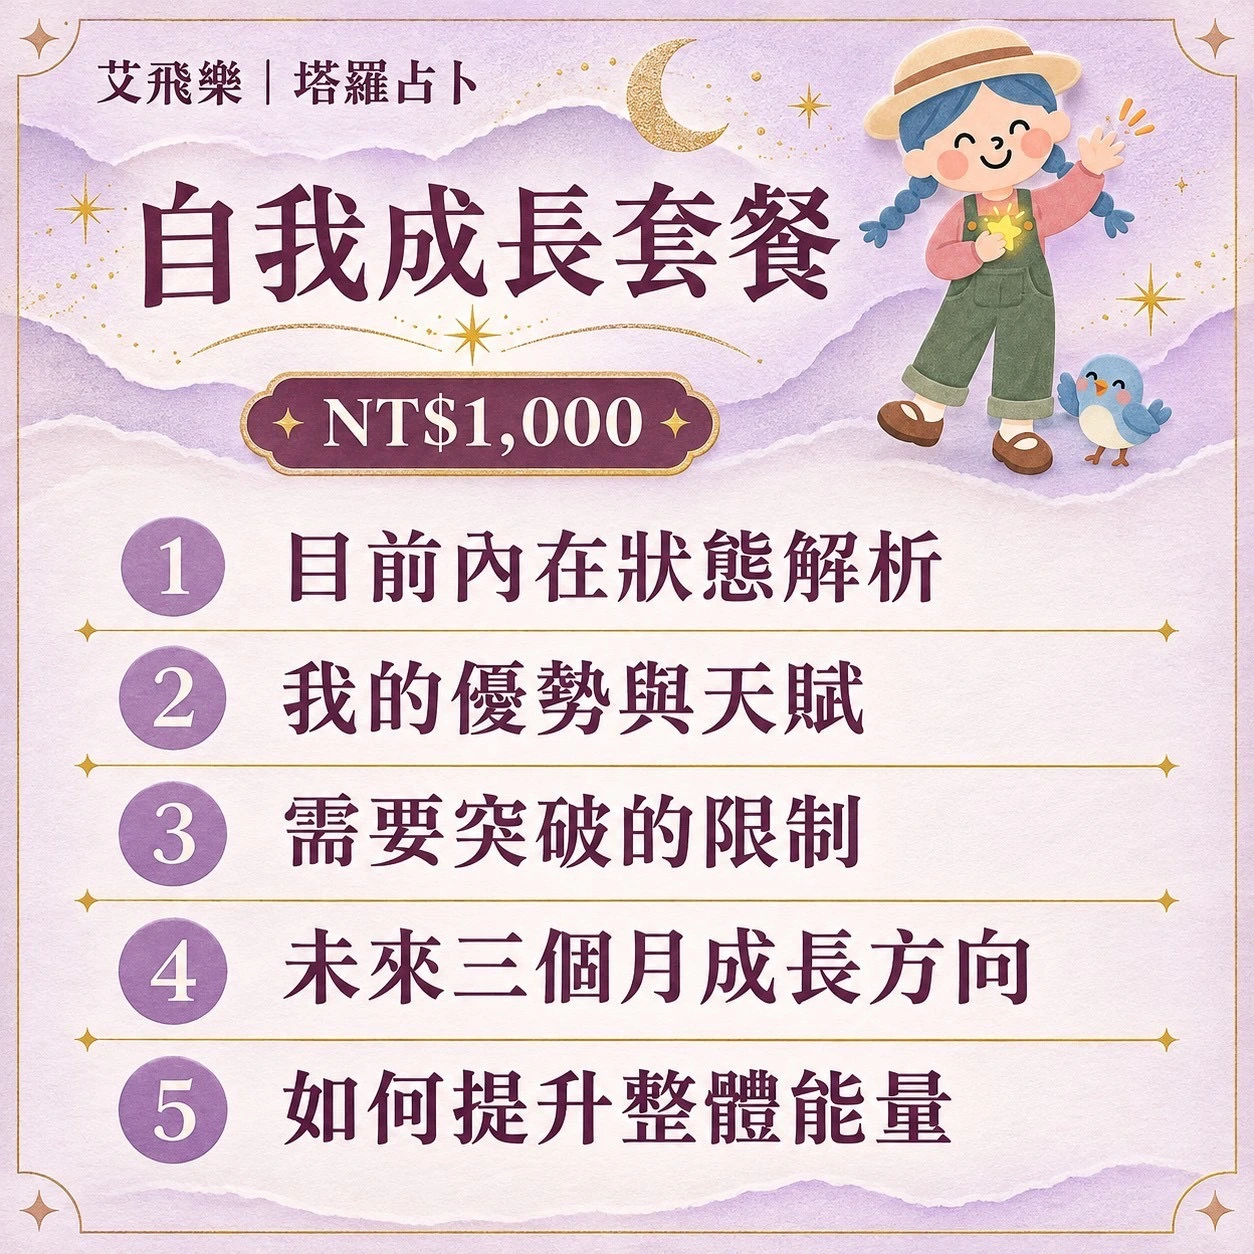 艾飛樂｜塔羅占卜
自我成長套餐
NT$1,000
1 目前內在狀態解析
2 我的優勢與天賦
3 需要突破的限制
4 未來三個月成長方向
5 如何提升整體能量